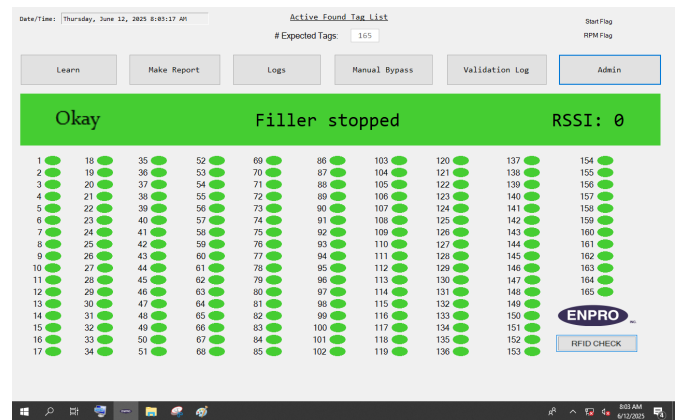 Date/Time: Thursday, June 12, 2025 8:03:17 AM
Active Found Tag List
# Expected Tags: 165
Start Flag
RPM Flag
Learn Make Report Logs Manual Bypass Validation Log Admin
Okay Filler stopped RSSI: 0
1 18 35 52 69 86 103 120 137 154
2 19 36 53 70 87 104 121 138 155
3 20 37 54 71 88 105 122 139 156
4 21 38 55 72 89 106 123 140 157
5 22 39 56 73 90 107 124 141 158
6 23 40 57 74 91 108 125 142 159
7 24 41 58 75 92 109 126 143 160
8 25 42 59 76 93 110 127 144 161
9 26 43 60 77 94 111 128 145 162
10 27 44 61 78 95 112 129 146 163
11 28 45 62 79 96 113 130 147 164
12 29 46 63 80 97 114 131 148 165
13 30 47 64 81 98 115 132 149
14 31 48 65 82 99 116 133 150
15 32 49 66 83 100 117 134 151
16 33 50 67 84 101 118 135 152
17 34 51 68 85 102 119 136 153
ENPRO INC.
RFID CHECK
8:03 AM
6/12/2025
4